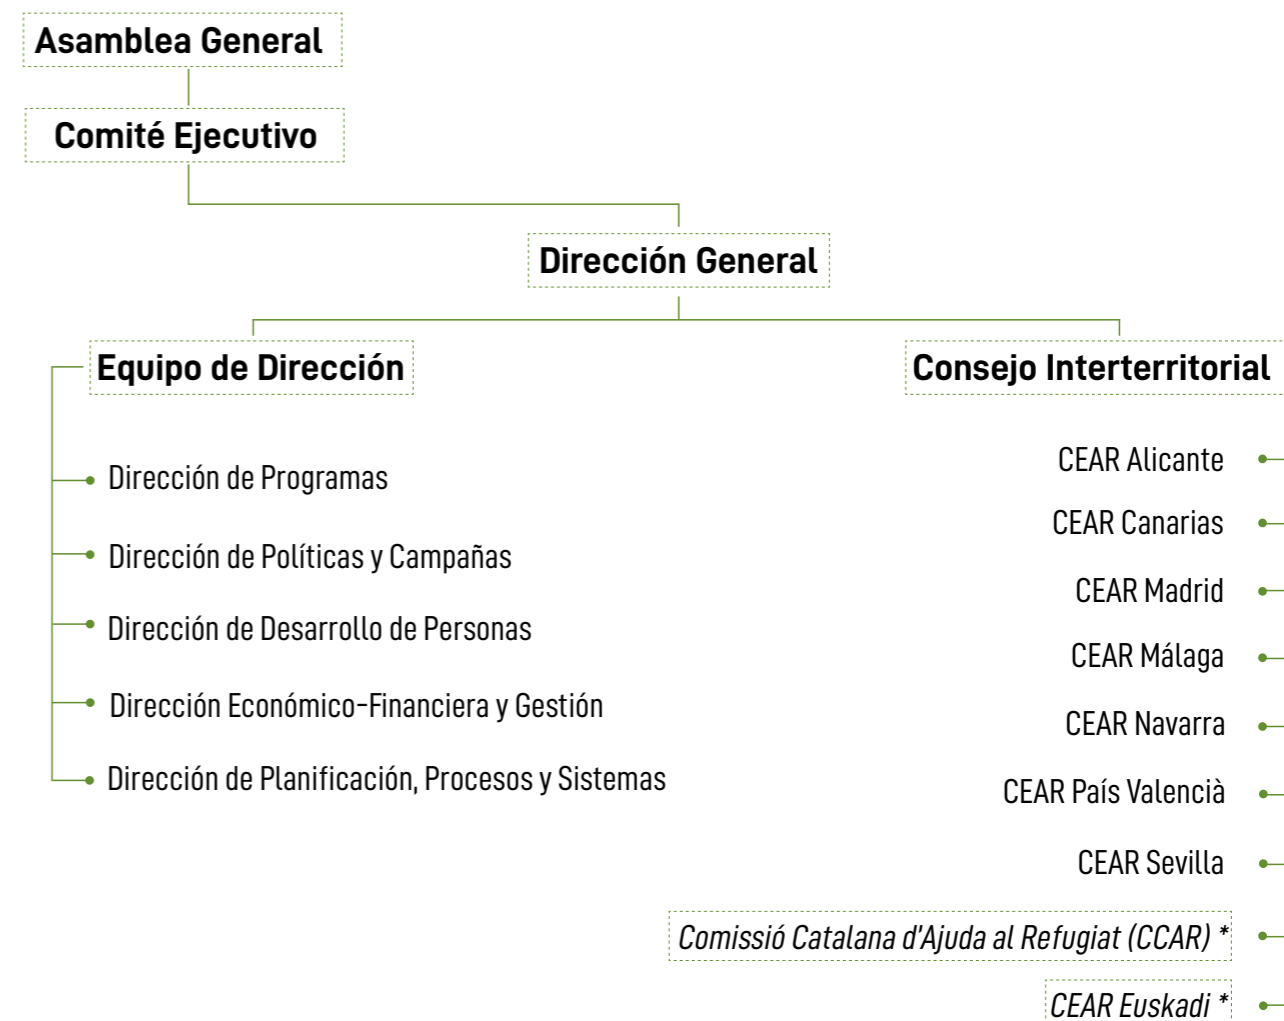 Asamblea General
Comité Ejecutivo
Dirección General
Equipo de Dirección
Dirección de Programas
Dirección de Políticas y Campañas
Dirección de Desarrollo de Personas
Dirección Económico-Financiera y Gestión
Dirección de Planificación, Procesos y Sistemas
Consejo Interterritorial
CEAR Alicante
CEAR Canarias
CEAR Madrid
CEAR Málaga
CEAR Navarra
CEAR País Valencià
CEAR Sevilla
Comissió Catalana d'Ajuda al Refugiat (CCAR) *
CEAR Euskadi *